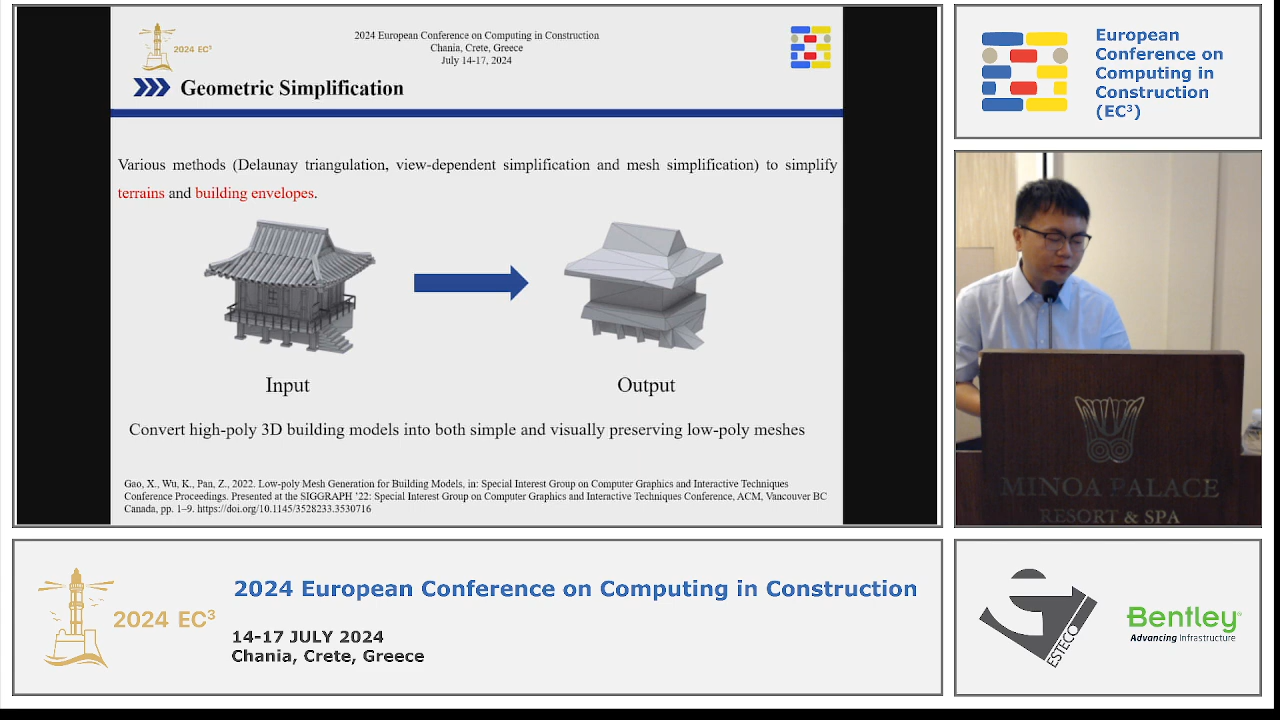 2024 EC³
2024 European Conference on Computing in Construction
Chania, Crete, Greece
July 14-17, 2024
Geometric Simplification
Various methods (Delaunay triangulation, view-dependent simplification and mesh simplification) to simplify
terrains and building envelopes.
Input
Output
Convert high-poly 3D building models into both simple and visually preserving low-poly meshes
Gao, X., Wu, K., Pan, Z., 2022. Low-poly Mesh Generation for Building Models, in: Special Interest Group on Computer Graphics and Interactive Techniques
Conference Proceedings. Presented at the SIGGRAPH '22: Special Interest Group on Computer Graphics and Interactive Techniques Conference, ACM, Vancouver BC
Canada, pp. 1–9. https://doi.org/10.1145/3528233.3530716
European
Conference on
Computing in
Construction
(EC³)
MINOA PALACE
RESORT & SPA
2024 EC³
2024 European Conference on Computing in Construction
14-17 JULY 2024
Chania, Crete, Greece
ESTECO
Bentley
Advancing Infrastructure